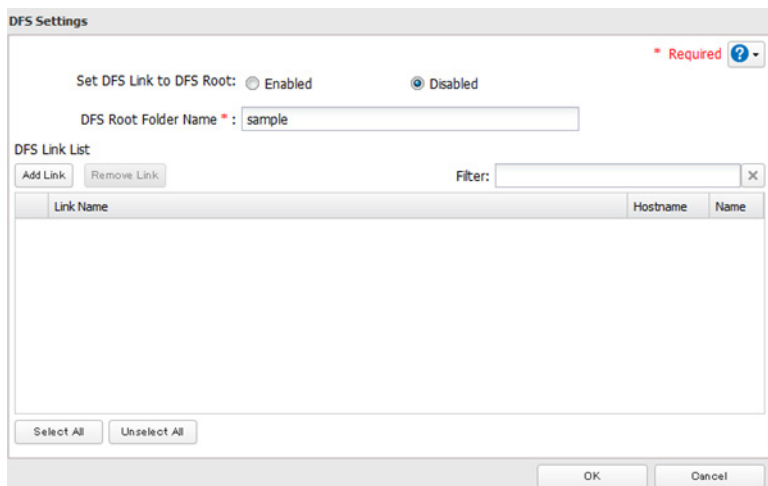 DFS Settings
* Required
Set DFS Link to DFS Root: Enabled Disabled
DFS Root Folder Name * : sample
DFS Link List
Add Link Remove Link Filter:
Link Name Hostname Name
Select All Unselect All
OK Cancel